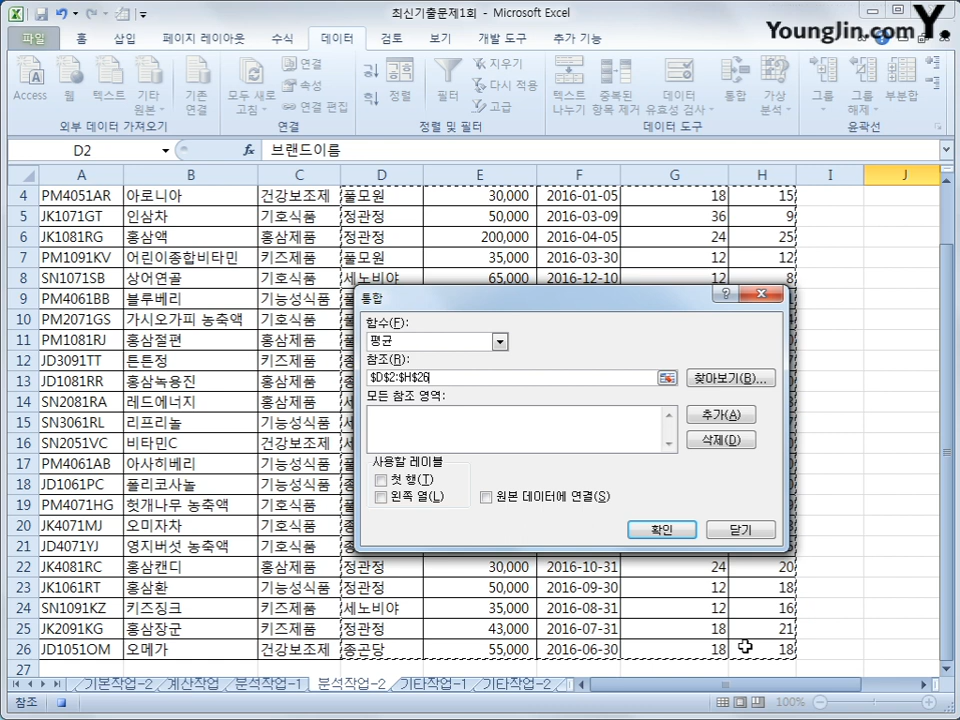 최신기출문제1회 - Microsoft Excel
YoungJin.com Y.
파일 홈 삽입 페이지 레이아웃 수식 데이터 검토 보기 개발 도구 추가 기능
Access 웹 텍스트 기타 원본 기존 연결 모두 새로 고침 연결 속성 연결 편집 정렬 필터 지우기 다시 적용 고급 텍스트 나누기 중복된 항목 제거 데이터 유효성 검사 통합 가상 분석 그룹 그룹 해제 부분합
외부 데이터 가져오기 연결 정렬 및 필터 데이터 도구 윤곽선
D2 fx 브랜드이름
A B C D E F G H I J
4 PM4051AR 아로니아 건강보조제 풀모원 30,000 2016-01-05 18 15
5 JK1071GT 인삼차 기호식품 정관정 50,000 2016-03-09 36 9
6 JK1081RG 홍삼액 홍삼제품 정관정 200,000 2016-04-05 24 25
7 PM1091KV 어린이종합비타민 키즈제품 풀모원 35,000 2016-03-30 12 12
8 SN1071SB 상어연골 기호식품 세노비야 65,000 2016-12-10 12 8
9 PM4061BB 블루베리 기능성식품
10 PM2071GS 가시오가피 농축액 기호식품
11 PM1081RJ 홍삼절편 홍삼제품
12 JD3091TT 튼튼정 키즈제품
13 JD1081RR 홍삼녹용진 홍삼제품
14 SN2081RA 레드에너지 홍삼제품
15 SN3061RL 리프리놀 기능성식품
16 SN2051VC 비타민C 건강보조제
17 PM4061AB 아사히베리 기능성식품
18 JD1061PC 폴리코사놀 기능성식품
19 PM4071HG 헛개나무 농축액 기호식품
20 JK4071MJ 오미자차 기호식품
21 JD4071YJ 영지버섯 농축액 기호식품
22 JK4081RC 홍삼캔디 홍삼제품 정관정 30,000 2016-10-31 24 20
23 JK1061RT 홍삼환 기능성식품 정관정 50,000 2016-09-30 12 18
24 SN1091KZ 키즈징크 키즈제품 세노비야 35,000 2016-08-31 12 16
25 JK2091KG 홍삼장군 키즈제품 정관정 43,000 2016-07-31 18 21
26 JD1051OM 오메가 건강보조제 종곤당 55,000 2016-06-30 18 18
27
통합
함수(F):
평균
참조(R):
$D$2:$H$26
찾아보기(B)...
모든 참조 영역:
추가(A)
삭제(D)
사용할 레이블
첫 행(T)
왼쪽 열(L)
원본 데이터에 연결(S)
확인 닫기
기본작업-2 계산작업 분석작업-1 분석작업-2 기타작업-1 기타작업-2
참조 100%